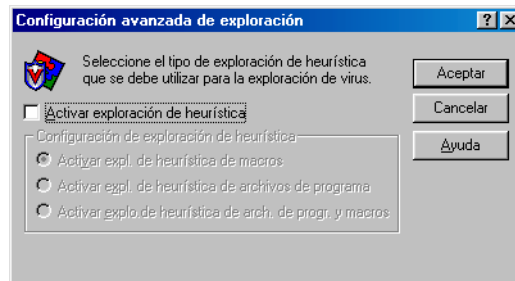 Configuración avanzada de exploración
Seleccione el tipo de exploración de heurística
que se debe utilizar para la exploración de virus.
Activar exploración de heurística
Configuración de exploración de heurística
Activar expl. de heurística de macros
Activar expl. de heurística de archivos de programa
Activar explo.de heurística de arch. de progr. y macros
Aceptar
Cancelar
Ayuda